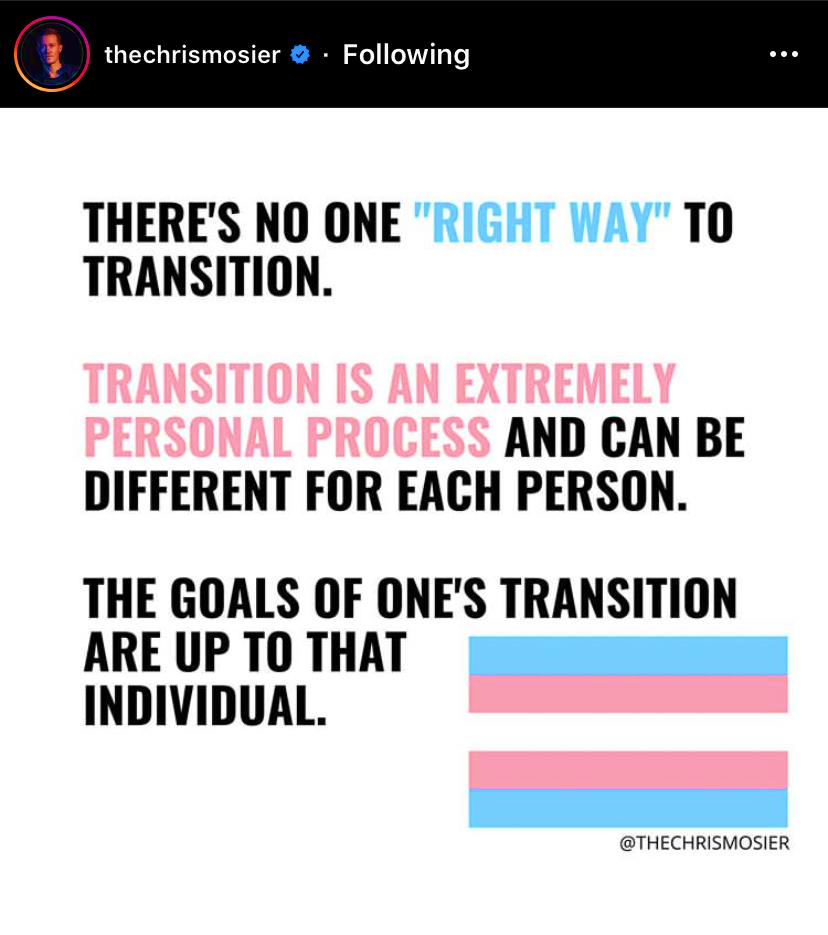 thechrismosier · Following
THERE'S NO ONE "RIGHT WAY" TO
TRANSITION.
TRANSITION IS AN EXTREMELY
PERSONAL PROCESS AND CAN BE
DIFFERENT FOR EACH PERSON.
THE GOALS OF ONE'S TRANSITION
ARE UP TO THAT
INDIVIDUAL.
@THECHRISMOSIER